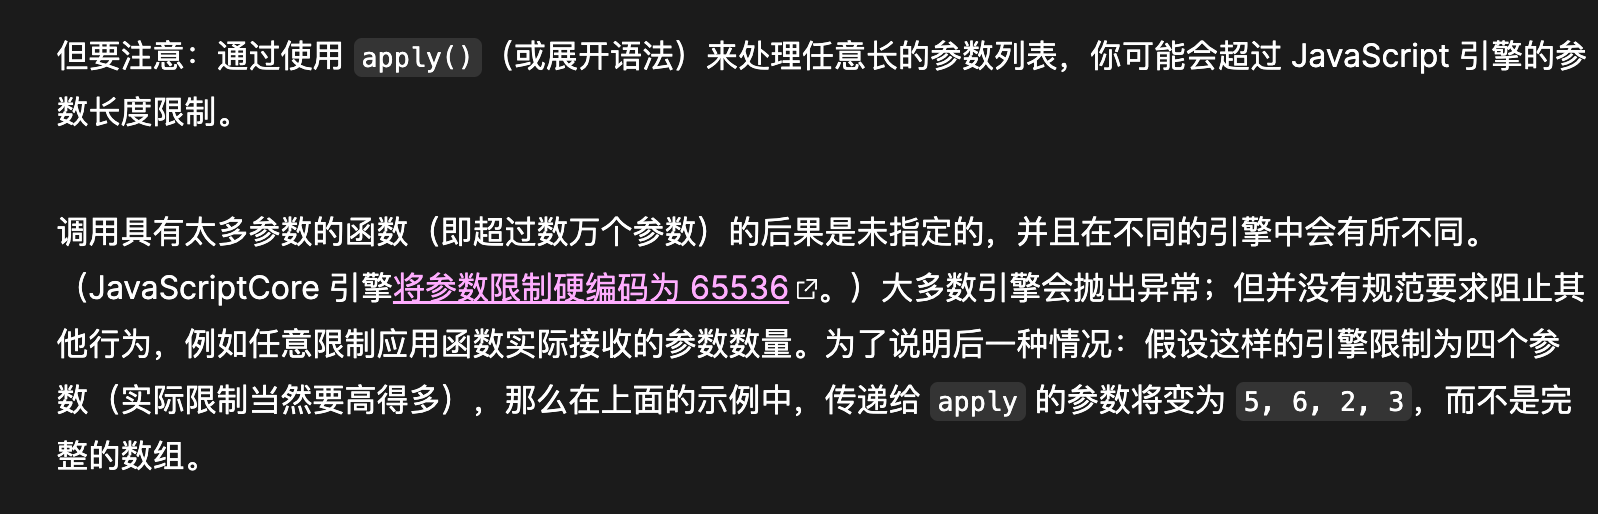 但要注意：通过使用 apply()（或展开语法）来处理任意长的参数列表，你可能会超过 JavaScript 引擎的参
数长度限制。
调用具有太多参数的函数（即超过数万个参数）的后果是未指定的，并且在不同的引擎中会有所不同。
（JavaScriptCore 引擎将参数限制硬编码为 65536。）大多数引擎会抛出异常；但并没有规范要求阻止其
他行为，例如任意限制应用函数实际接收的参数数量。为了说明后一种情况：假设这样的引擎限制为四个参
数（实际限制当然要高得多），那么在上面的示例中，传递给 apply 的参数将变为 5, 6, 2, 3，而不是完
整的数组。